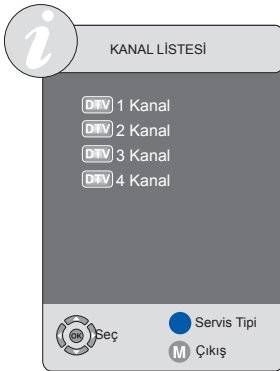 i
KANAL LİSTESİ
DTV 1 Kanal
DTV 2 Kanal
DTV 3 Kanal
DTV 4 Kanal
OK Seç
Servis Tipi
M Çıkış